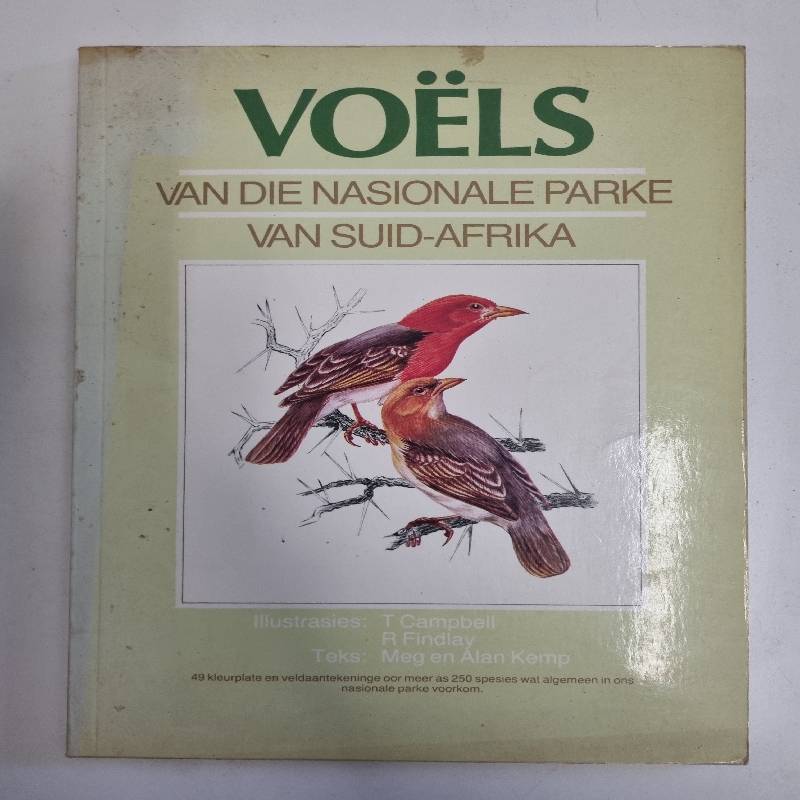 VOËLS
VAN DIE NASIONALE PARKE
VAN SUID-AFRIKA
Illustrasies: T Campbell
R Findlay
Teks: Meg en Alan Kemp
49 kleurplate en veldaantekeninge oor meer as 250 spesies wat algemeen in ons
nasionale parke voorkom.